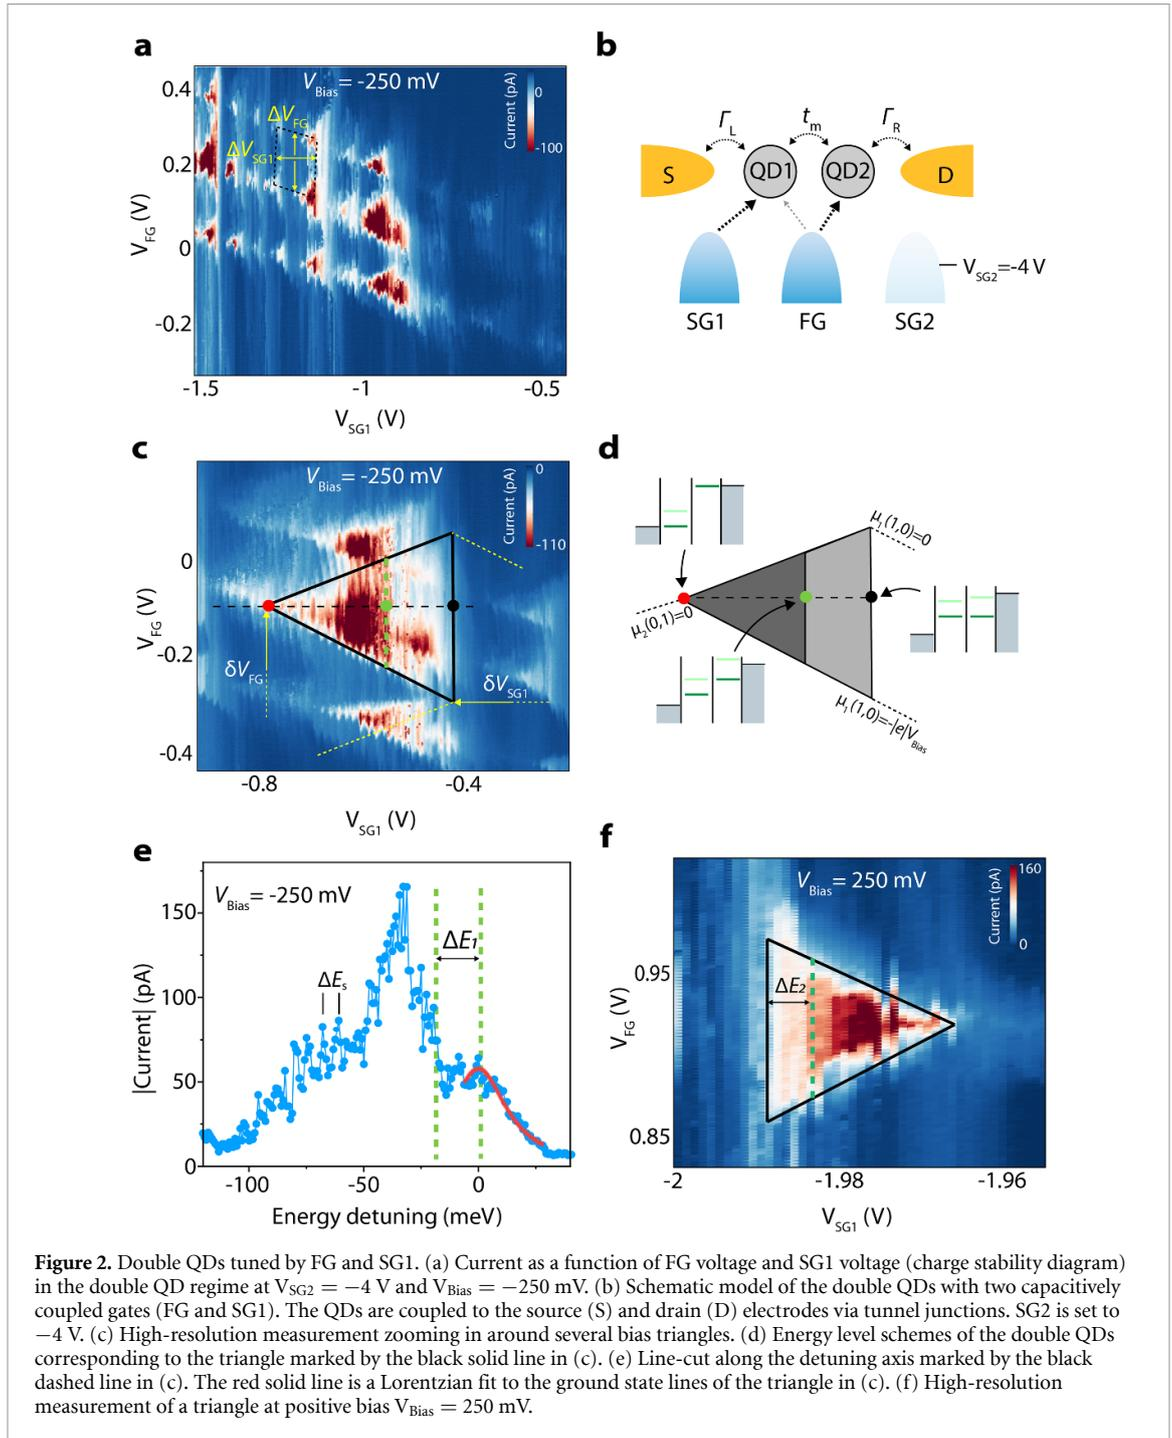 a
V_Bias = -250 mV
Current (pA)
0
-100
ΔV_FG
ΔV_SG1
0.4
0.2
0
-0.2
V_FG (V)
-1.5 -1 -0.5
V_SG1 (V)
b
Γ_L t_m Γ_R
S QD1 QD2 D
V_SG2=-4 V
SG1 FG SG2
c
V_Bias = -250 mV
Current (pA)
0
-110
0
-0.2
-0.4
V_FG (V)
δV_FG
δV_SG1
-0.8 -0.4
V_SG1 (V)
d
μ_1(1,0)=0
μ_2(0,1)=0
μ_1(1,0)=-|e|V_Bias
e
V_Bias = -250 mV
150
100
50
0
|Current| (pA)
ΔE_1
ΔE_s
-100 -50 0
Energy detuning (meV)
f
V_Bias = 250 mV
Current (pA)
160
0
ΔE_2
0.95
0.85
V_FG (V)
-2 -1.98 -1.96
V_SG1 (V)
Figure 2. Double QDs tuned by FG and SG1. (a) Current as a function of FG voltage and SG1 voltage (charge stability diagram)
in the double QD regime at V_SG2 = −4 V and V_Bias = −250 mV. (b) Schematic model of the double QDs with two capacitively
coupled gates (FG and SG1). The QDs are coupled to the source (S) and drain (D) electrodes via tunnel junctions. SG2 is set to
−4 V. (c) High-resolution measurement zooming in around several bias triangles. (d) Energy level schemes of the double QDs
corresponding to the triangle marked by the black solid line in (c). (e) Line-cut along the detuning axis marked by the black
dashed line in (c). The red solid line is a Lorentzian fit to the ground state lines of the triangle in (c). (f) High-resolution
measurement of a triangle at positive bias V_Bias = 250 mV.